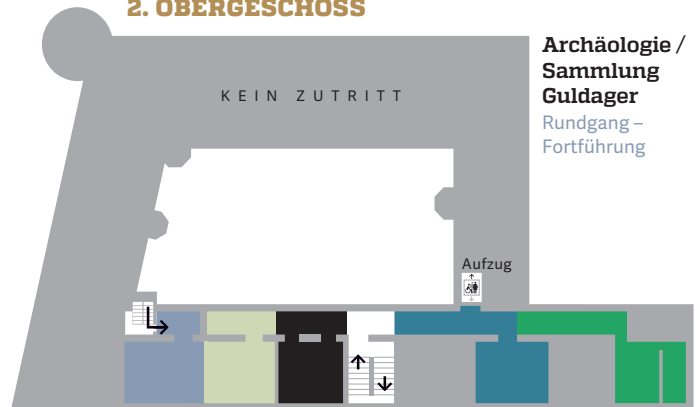 2. OBERGESCHOSS
Archäologie /
Sammlung
Guldager
Rundgang –
Fortführung
KEIN ZUTRITT
Aufzug